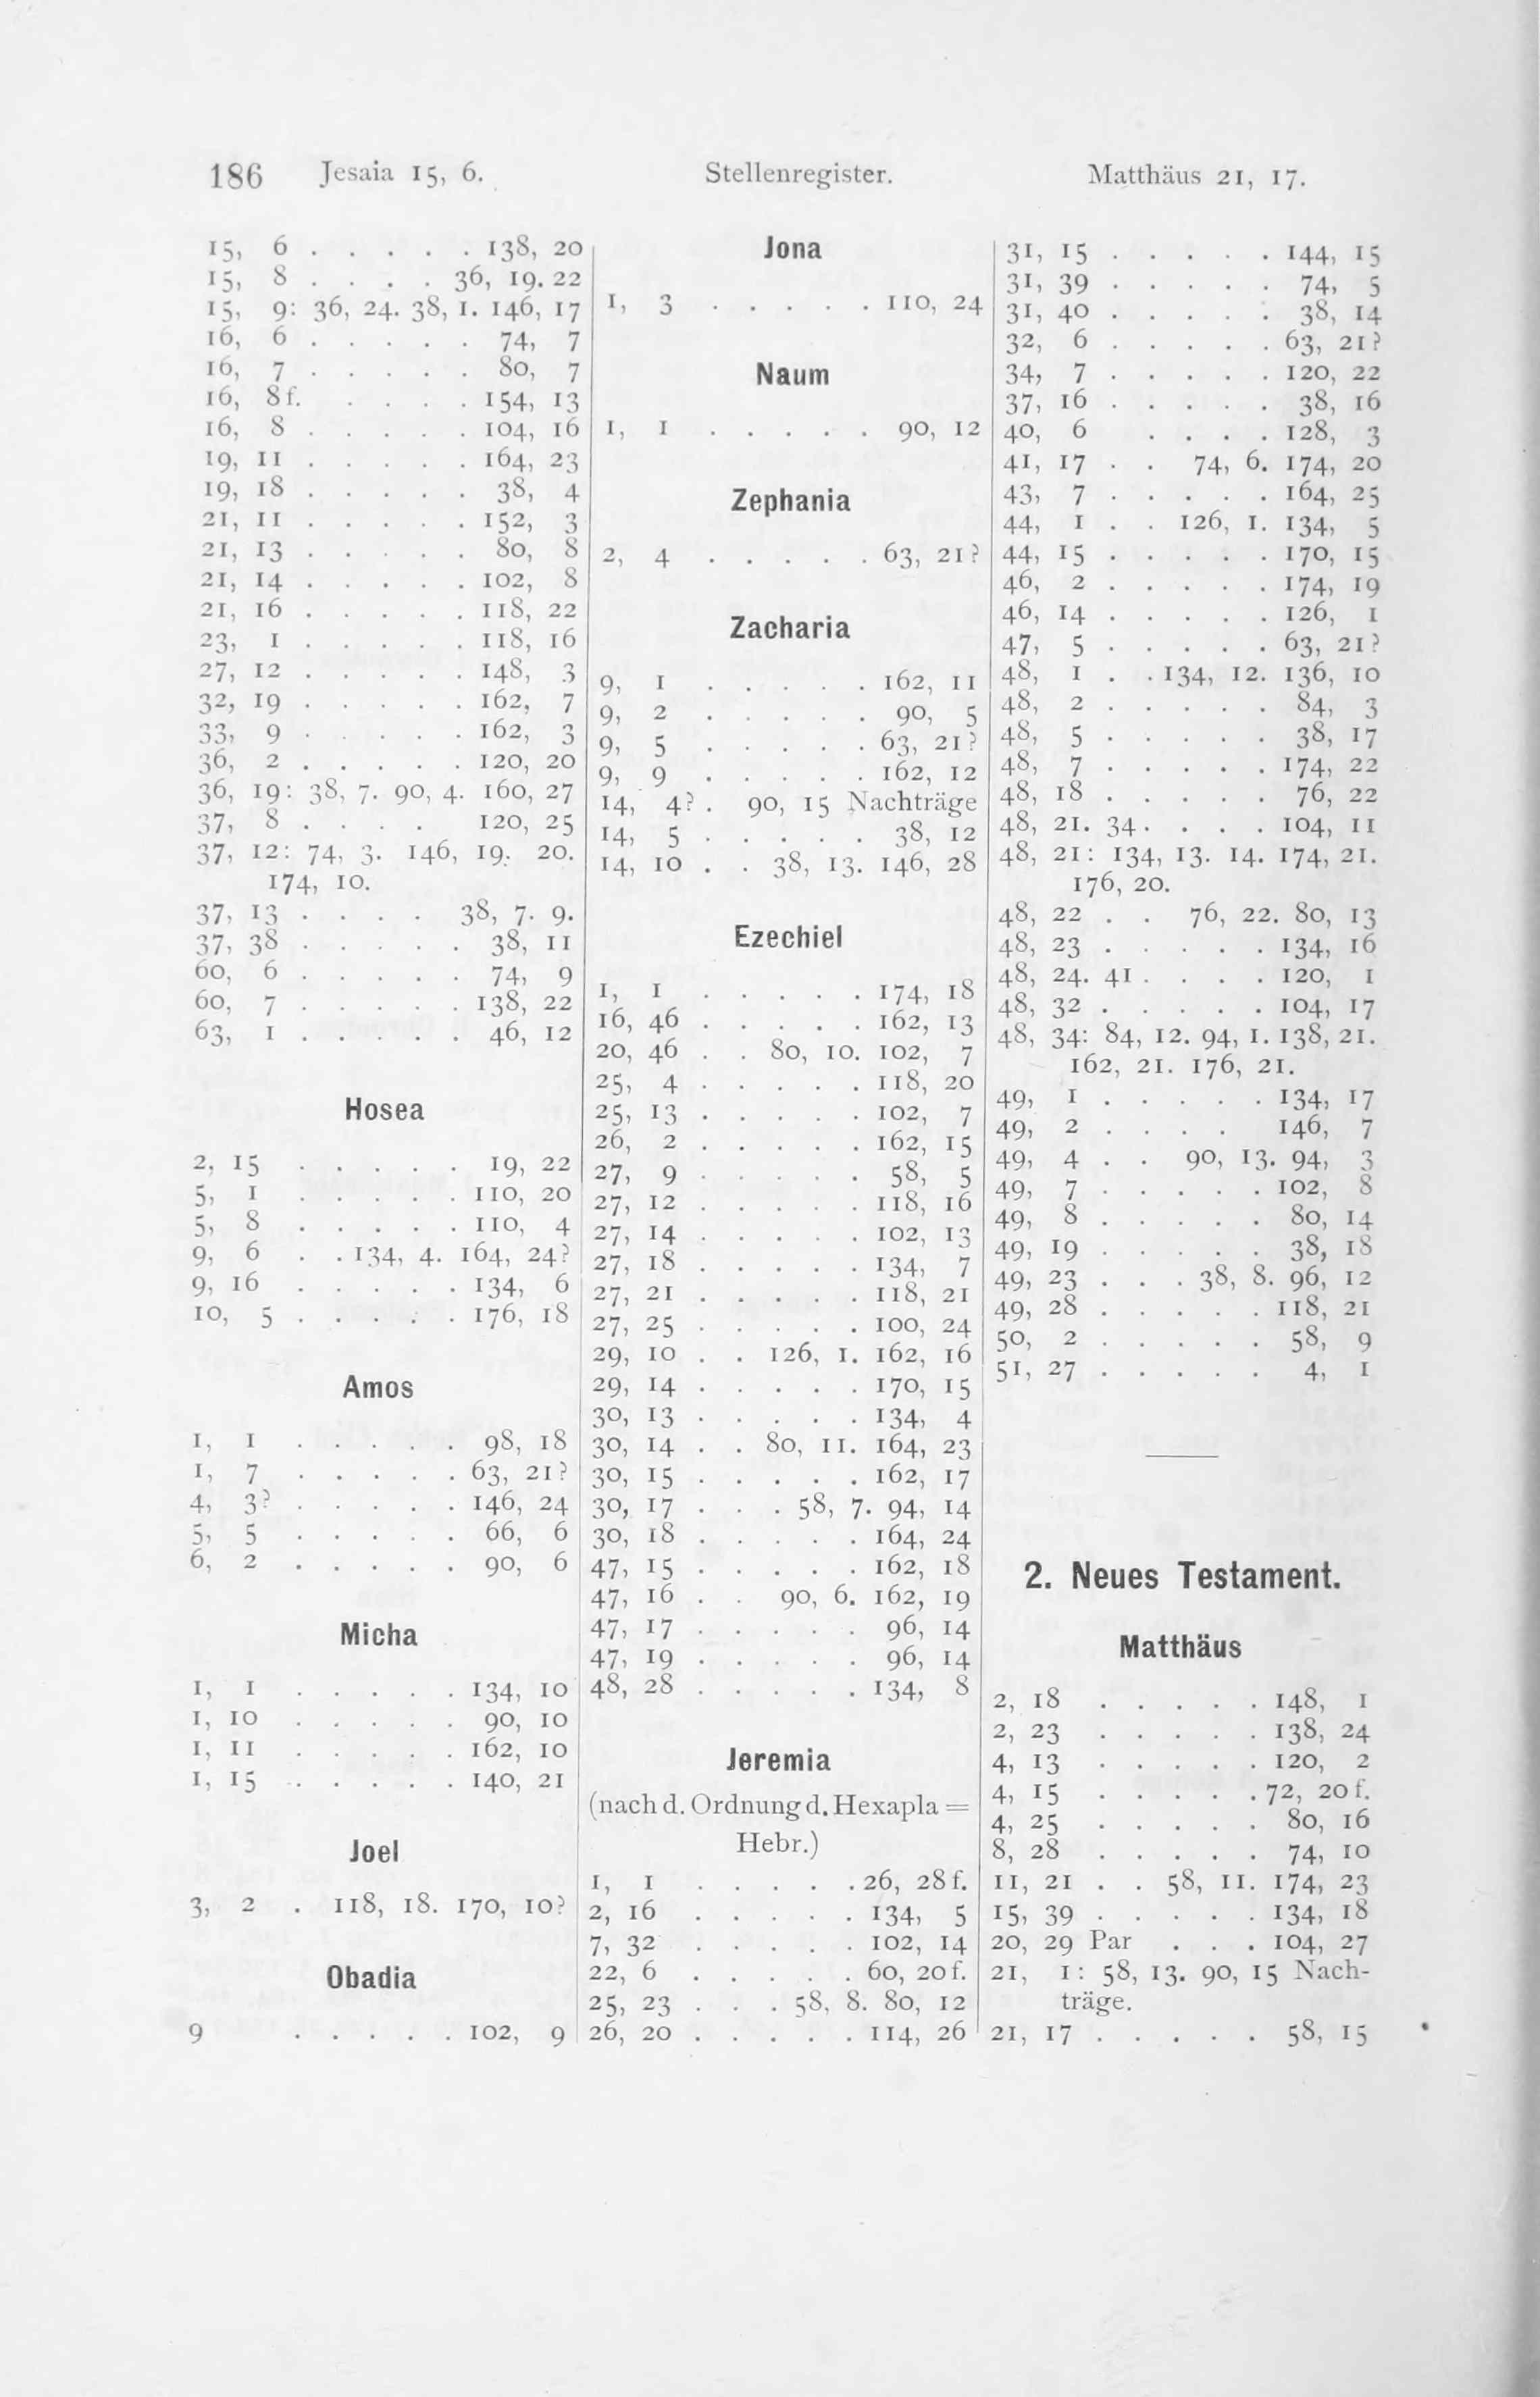 186 Jesaia 15, 6. Stellenregister. Matthäus 21, 17.
15, 6 . . . . . 138, 20
15, 8 . . . . 36, 19. 22
15, 9: 36, 24. 38, 1. 146, 17
16, 6 . . . . . 74, 7
16, 7 . . . . . 80, 7
16, 8 f. . . . . 154, 13
16, 8 . . . . . 104, 16
19, 11 . . . . . 164, 23
19, 18 . . . . . 38, 4
21, 11 . . . . . 152, 3
21, 13 . . . . . 80, 8
21, 14 . . . . . 102, 8
21, 16 . . . . . 118, 22
23, 1 . . . . . 118, 16
27, 12 . . . . . 148, 3
32, 19 . . . . . 162, 7
33, 9 . . . . . 162, 3
36, 2 . . . . . 120, 20
36, 19: 38, 7. 90, 4. 160, 27
37, 8 . . . . 120, 25
37, 12: 74, 3. 146, 19. 20.
174, 10.
37, 13 . . . . 38, 7. 9.
37, 38 . . . . . 38, 11
60, 6 . . . . . 74, 9
60, 7 . . . . . 138, 22
63, 1 . . . . . 46, 12
Hosea
2, 15 . . . . . 19, 22
5, 1 . . . . . 110, 20
5, 8 . . . . . 110, 4
9, 6 . . 134, 4. 164, 24?
9, 16 . . . . . 134, 6
10, 5 . . . . . 176, 18
Amos
1, 1 . . . . . 98, 18
1, 7 . . . . . 63, 21?
4, 3? . . . . . 146, 24
5, 5 . . . . . 66, 6
6, 2 . . . . . 90, 6
Micha
1, 1 . . . . . 134, 10
1, 10 . . . . . 90, 10
1, 11 . . . . . 162, 10
1, 15 . . . . . 140, 21
Joel
3, 2 . 118, 18. 170, 10?
Obadia
9 . . . . . 102, 9
Jona
1, 3 . . . . . 110, 24
Naum
1, 1 . . . . . 90, 12
Zephania
2, 4 . . . . . 63, 21?
Zacharia
9, 1 . . . . . 162, 11
9, 2 . . . . . 90, 5
9, 5 . . . . . 63, 21?
9, 9 . . . . . 162, 12
14, 4? . 90, 15 Nachträge
14, 5 . . . . . 38, 12
14, 10 . . 38, 13. 146, 28
Ezechiel
1, 1 . . . . . 174, 18
16, 46 . . . . . 162, 13
20, 46 . . 80, 10. 102, 7
25, 4 . . . . . 118, 20
25, 13 . . . . . 102, 7
26, 2 . . . . . 162, 15
27, 9 . . . . . 58, 5
27, 12 . . . . . 118, 16
27, 14 . . . . . 102, 13
27, 18 . . . . . 134, 7
27, 21 . . . . . 118, 21
27, 25 . . . . . 100, 24
29, 10 . . 126, 1. 162, 16
29, 14 . . . . . 170, 15
30, 13 . . . . . 134, 4
30, 14 . . 80, 11. 164, 23
30, 15 . . . . . 162, 17
30, 17 . . . 58, 7. 94, 14
30, 18 . . . . . 164, 24
47, 15 . . . . . 162, 18
47, 16 . . 90, 6. 162, 19
47, 17 . . . . . 96, 14
47, 19 . . . . . 96, 14
48, 28 . . . . . 134, 8
Jeremia
(nach d. Ordnung d. Hexapla =
Hebr.)
1, 1 . . . . . 26, 28 f.
2, 16 . . . . . 134, 5
7, 32 . . . . . 102, 14
22, 6 . . . . . 60, 20 f.
25, 23 . . . 58, 8. 80, 12
26, 20 . . . . . 114, 26
31, 15 . . . . . 144, 15
31, 39 . . . . . 74, 5
31, 40 . . . . . 38, 14
32, 6 . . . . . 63, 21?
34, 7 . . . . . 120, 22
37, 16 . . . . . 38, 16
40, 6 . . . . 128, 3
41, 17 . . 74, 6. 174, 20
43, 7 . . . . . 164, 25
44, 1 . . 126, 1. 134, 5
44, 15 . . . . . 170, 15
46, 2 . . . . . 174, 19
46, 14 . . . . . 126, 1
47, 5 . . . . . 63, 21?
48, 1 . . 134, 12. 136, 10
48, 2 . . . . . 84, 3
48, 5 . . . . . 38, 17
48, 7 . . . . . 174, 22
48, 18 . . . . . 76, 22
48, 21. 34. . . . 104, 11
48, 21: 134, 13. 14. 174, 21.
176, 20.
48, 22 . . 76, 22. 80, 13
48, 23 . . . . . 134, 16
48, 24. 41 . . . . 120, 1
48, 32 . . . . . 104, 17
48, 34: 84, 12. 94, 1. 138, 21.
162, 21. 176, 21.
49, 1 . . . . . 134, 17
49, 2 . . . . 146, 7
49, 4 . . 90, 13. 94, 3
49, 7 . . . . . 102, 8
49, 8 . . . . . 80, 14
49, 19 . . . . . 38, 18
49, 23 . . . 38, 8. 96, 12
49, 28 . . . . . 118, 21
50, 2 . . . . . 58, 9
51, 27 . . . . . 4, 1
2. Neues Testament.
Matthäus
2, 18 . . . . . 148, 1
2, 23 . . . . . 138, 24
4, 13 . . . . . 120, 2
4, 15 . . . . . 72, 20 f.
4, 25 . . . . . 80, 16
8, 28 . . . . . 74, 10
11, 21 . . 58, 11. 174, 23
15, 39 . . . . . 134, 18
20, 29 Par . . . 104, 27
21, 1: 58, 13. 90, 15 Nach-
träge.
21, 17 . . . . . 58, 15